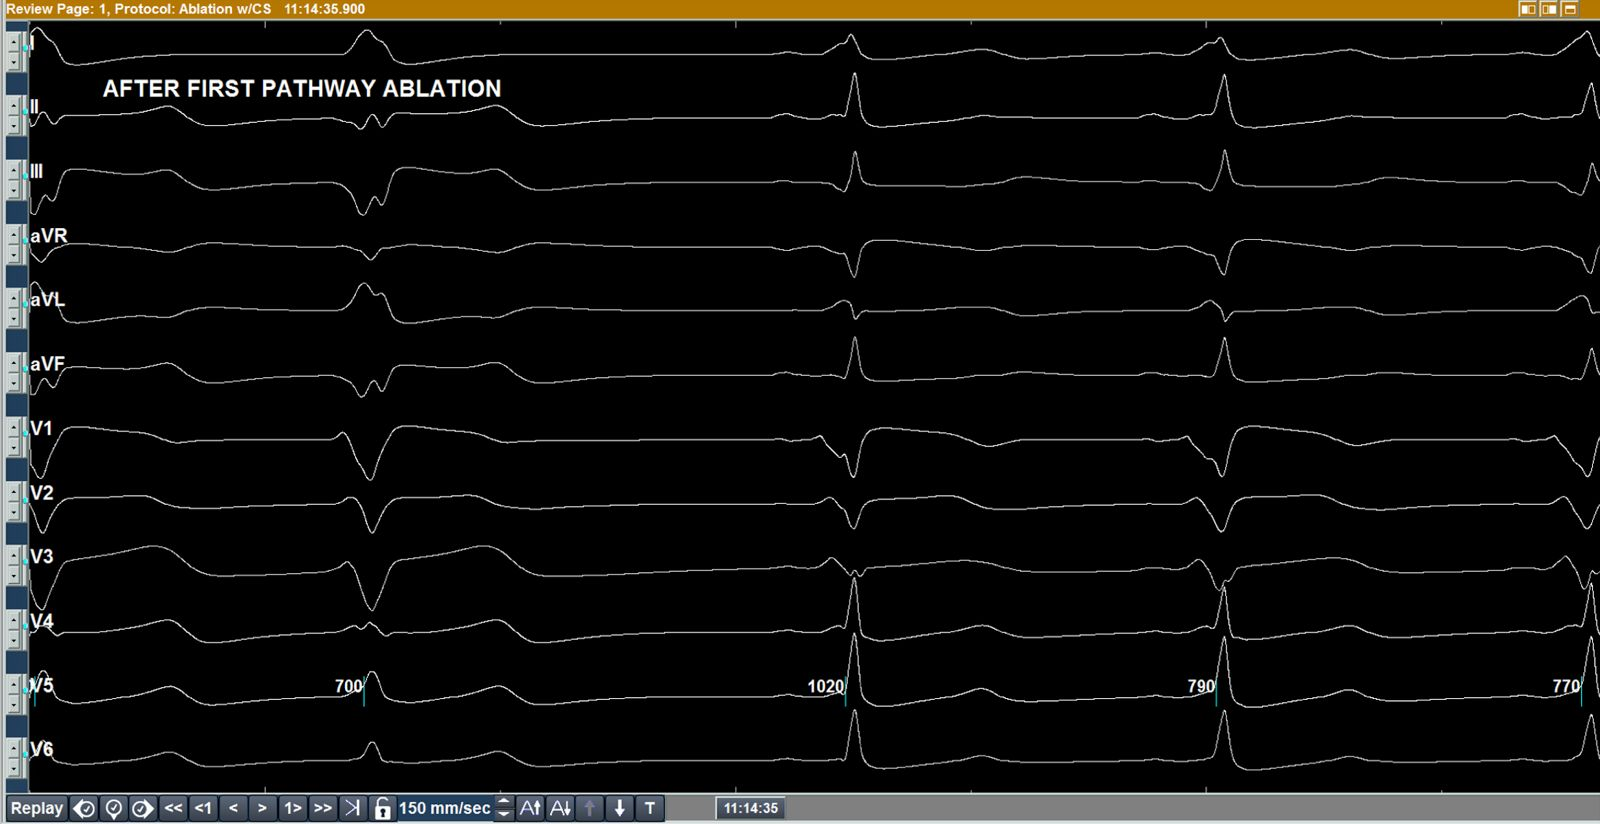 Review Page: 1, Protocol: Ablation w/CS 11:14:35.900
I
AFTER FIRST PATHWAY ABLATION
II
III
aVR
aVL
aVF
V1
V2
V3
V4
V5 700 1020 790 770
V6
Replay << <1 < > 1> >> 150 mm/sec A A T 11:14:35